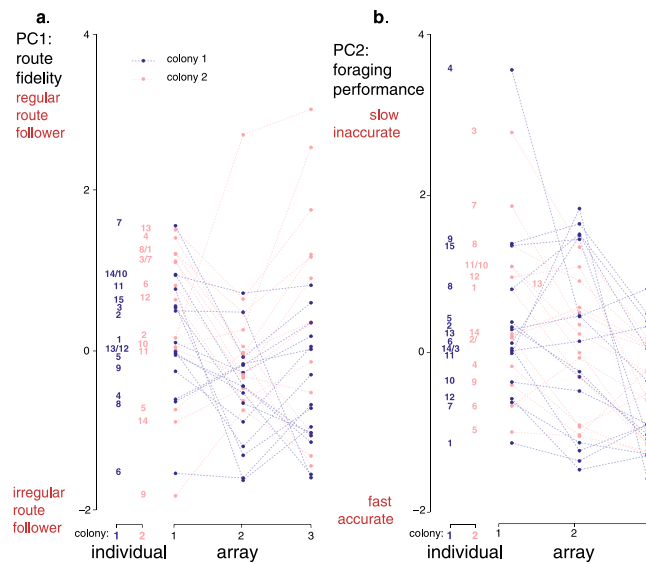 a.
PC1:
route
fidelity
regular
route
follower
irregular
route
follower
4
2
0
−2
colony 1
colony 2
7
14/10
11
15
3
2
1
13/12
5
9
4
8
6
13
4
8/1
3/7
6
12
2
10
11
5
14
9
colony:
1
2
individual
1
2
3
array
b.
PC2:
foraging
performance
slow
inaccurate
fast
accurate
4
2
0
−2
4
9
15
8
5
2
13
6
14/3
11
10
12
7
1
3
7
8
11/10
12
1
13
14
2/
4
9
6
5
colony:
1
2
individual
1
2
array